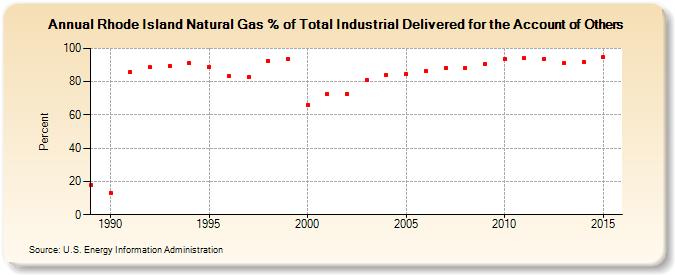 Annual Rhode Island Natural Gas % of Total Industrial Delivered for the Account of Others
Percent
100
80
60
40
20
0
1990 1995 2000 2005 2010 2015
Source: U.S. Energy Information Administration